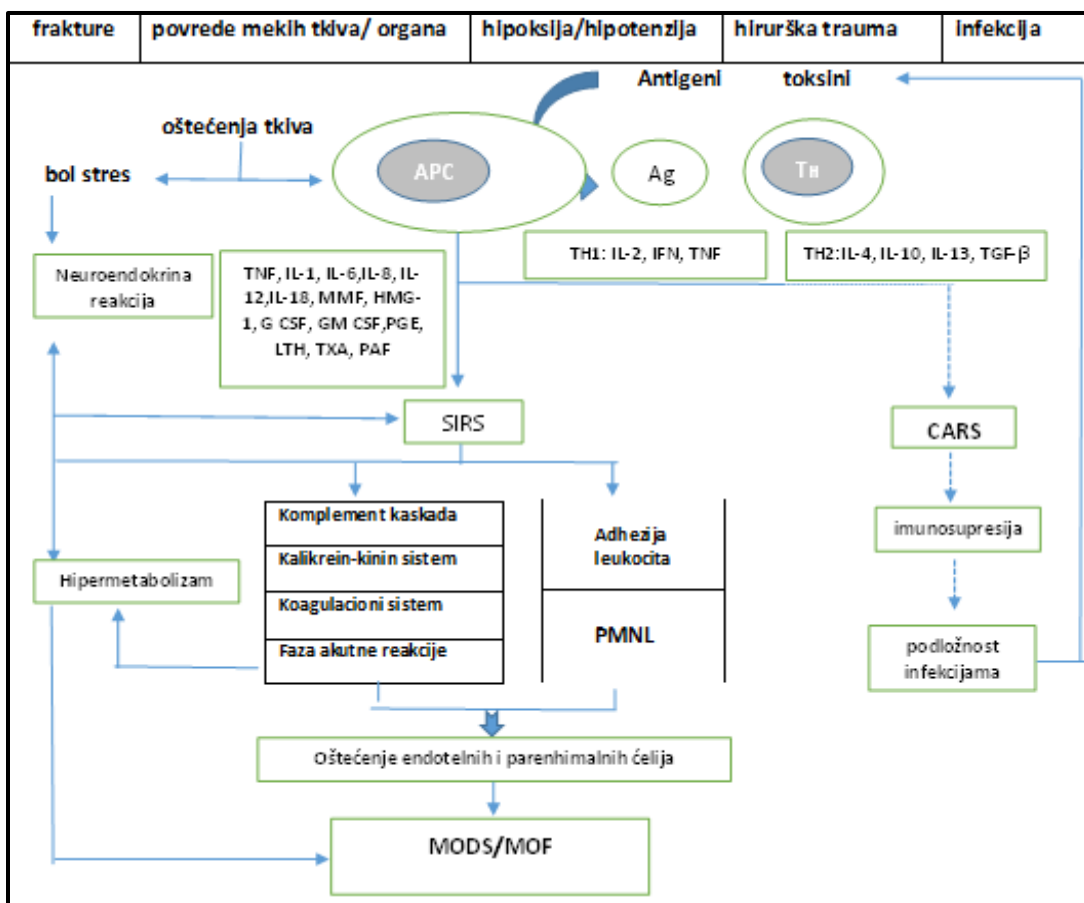 frakture
povrede mekih tkiva/ organa
hipoksija/hipotenzija
hirurška trauma
infekcija
Antigeni
toksini
oštećenja tkiva
bol stres
APC
Ag
TH
TH1: IL-2, IFN, TNF
TH2:IL-4, IL-10, IL-13, TGF-β
Neuroendokrina
reakcija
TNF, IL-1, IL-6,IL-8, IL-
12,IL-18, MMF, HMG-
1, G CSF, GM CSF,PGE,
LTH, TXA, PAF
SIRS
CARS
Komplement kaskada
Kalikrein-kinin sistem
Koagulacioni sistem
Faza akutne reakcije
Adhezija
leukocita
PMNL
imunosupresija
Hipermetabolizam
podložnost
infekcijama
Oštećenje endotelnih i parenhimalnih ćelija
MODS/MOF